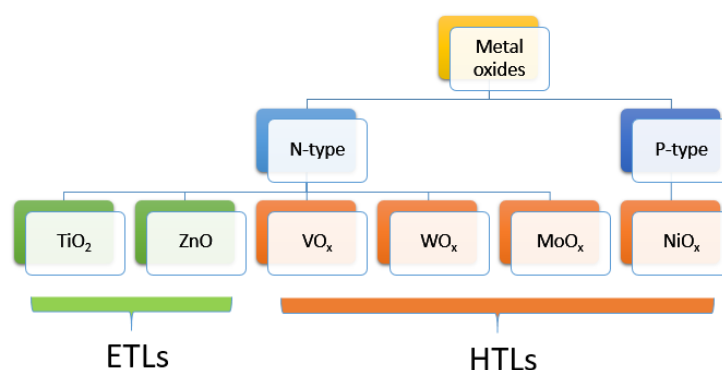 Metal
oxides
N-type
P-type
TiO₂
ZnO
VOₓ
WOₓ
MoOₓ
NiOₓ
ETLs
HTLs